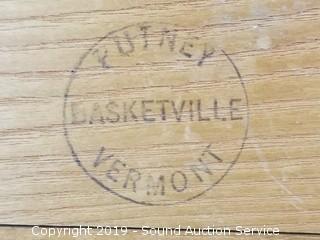 PUTNEY
BASKETVILLE
VERMONT
Copyright 2019 - Sound Auction Service